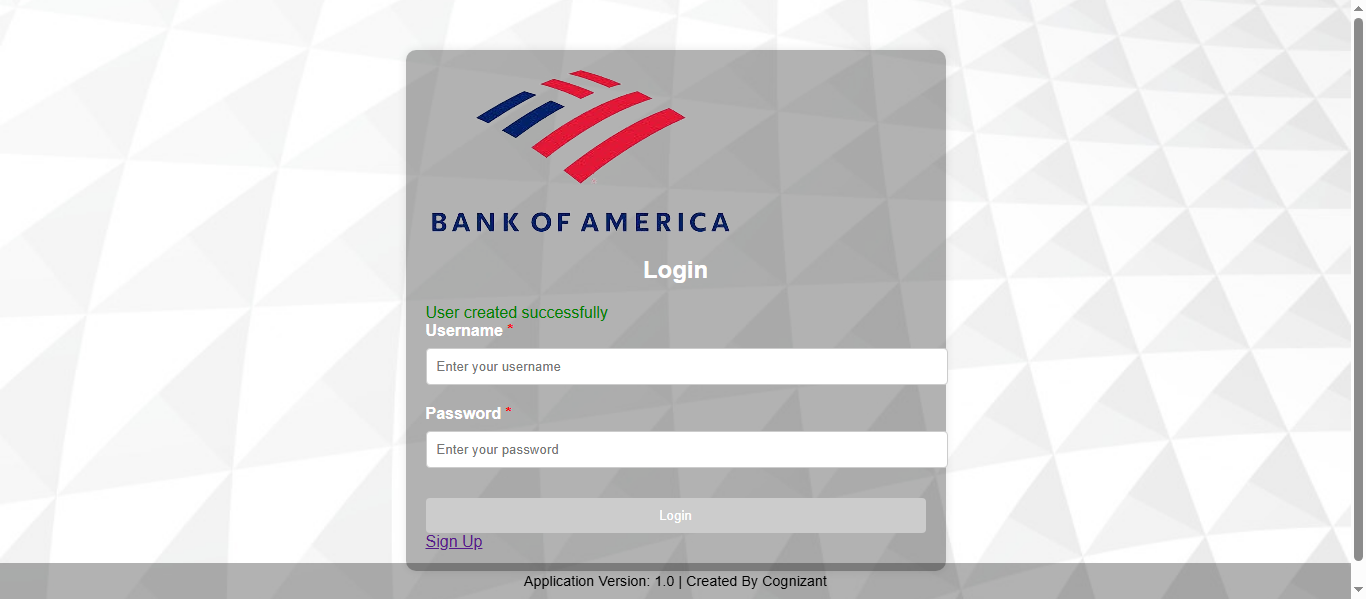 BANK OF AMERICA
Login
User created successfully
Username *
Enter your username
Password *
Enter your password
Login
Sign Up
Application Version: 1.0 | Created By Cognizant